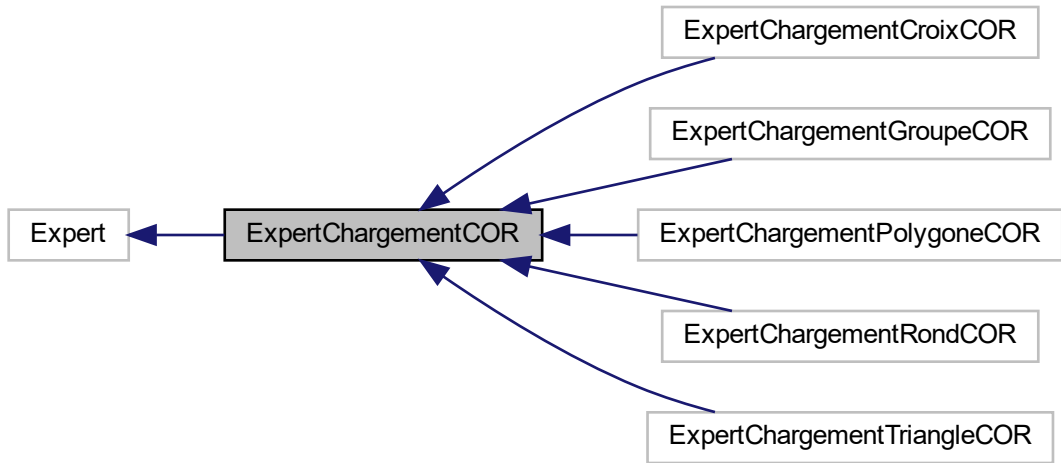 ExpertChargementCroixCOR
ExpertChargementGroupeCOR
Expert
ExpertChargementCOR
ExpertChargementPolygoneCOR
ExpertChargementRondCOR
ExpertChargementTriangleCOR